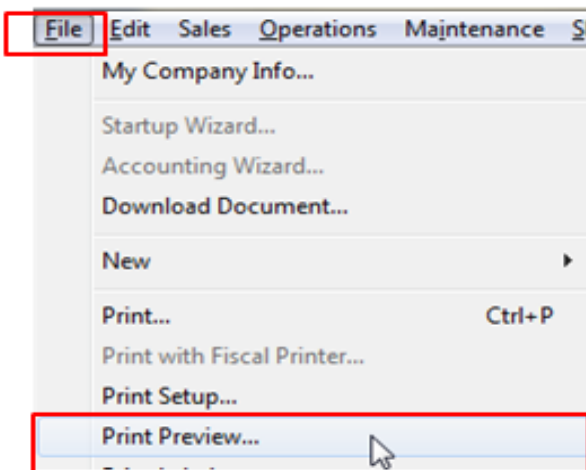 File Edit Sales Operations Maintenance
My Company Info...
Startup Wizard...
Accounting Wizard...
Download Document...
New
Print... Ctrl+P
Print with Fiscal Printer...
Print Setup...
Print Preview...